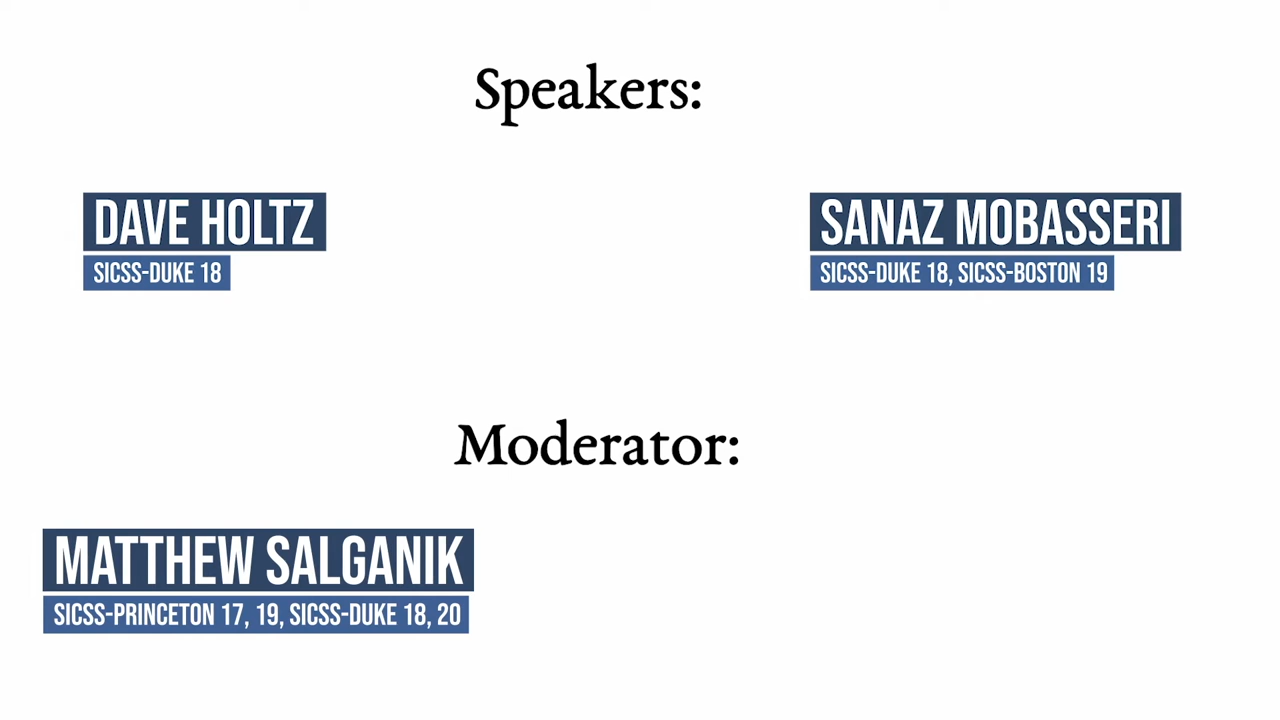 Speakers:
DAVE HOLTZ
SICSS-DUKE 18
SANAZ MOBASSERI
SICSS-DUKE 18, SICSS-BOSTON 19
Moderator:
MATTHEW SALGANIK
SICSS-PRINCETON 17, 19, SICSS-DUKE 18, 20